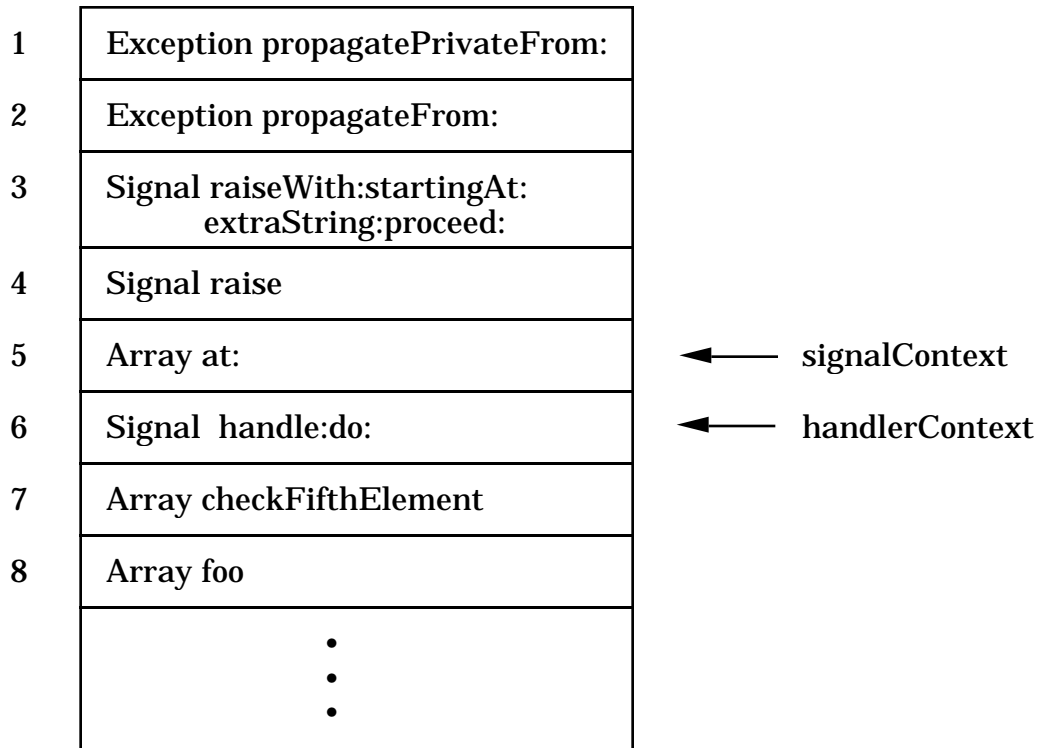 1 Exception propagatePrivateFrom:
2 Exception propagateFrom:
3 Signal raiseWith:startingAt:
extraString:proceed:
4 Signal raise
5 Array at: signalContext
6 Signal handle:do: handlerContext
7 Array checkFifthElement
8 Array foo